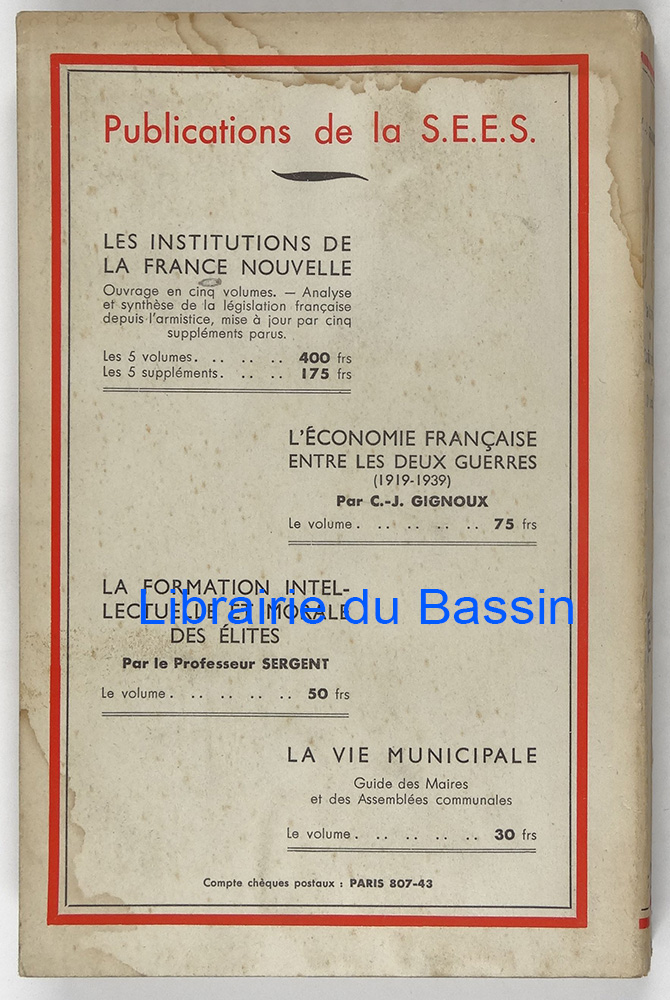 Publications de la S.E.E.S.
LES INSTITUTIONS DE
LA FRANCE NOUVELLE
Ouvrage en cinq volumes. — Analyse
et synthèse de la législation française
depuis l'armistice, mise à jour par cinq
suppléments parus.
Les 5 volumes. .. .. .. 400 frs
Les 5 suppléments. .. .. 175 frs
L'ÉCONOMIE FRANÇAISE
ENTRE LES DEUX GUERRES
(1919-1939)
Par C.-J. GIGNOUX
Le volume. .. .. .. .. 75 frs
LA FORMATION INTEL-
LECTUELLE ET MORALE
DES ÉLITES
Librairie du Bassin
Par le Professeur SERGENT
Le volume. .. .. .. .. 50 frs
LA VIE MUNICIPALE
Guide des Maires
et des Assemblées communales
Le volume. .. .. .. .. 30 frs
Compte chèques postaux : PARIS 807-43